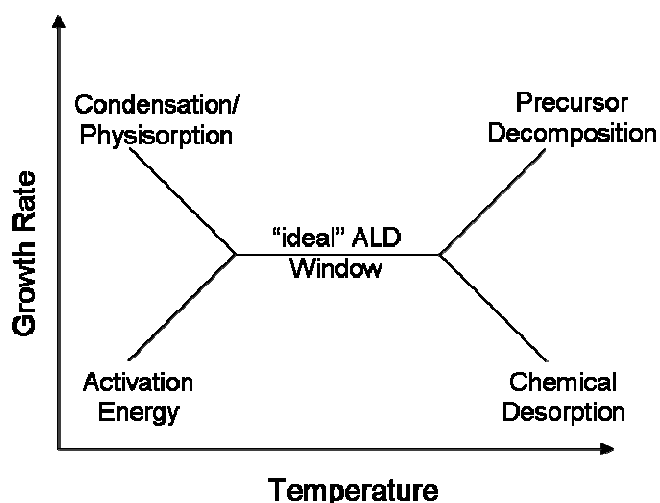 Condensation/
Physisorption
Precursor
Decomposition
"ideal" ALD
Window
Growth Rate
Activation
Energy
Chemical
Desorption
Temperature